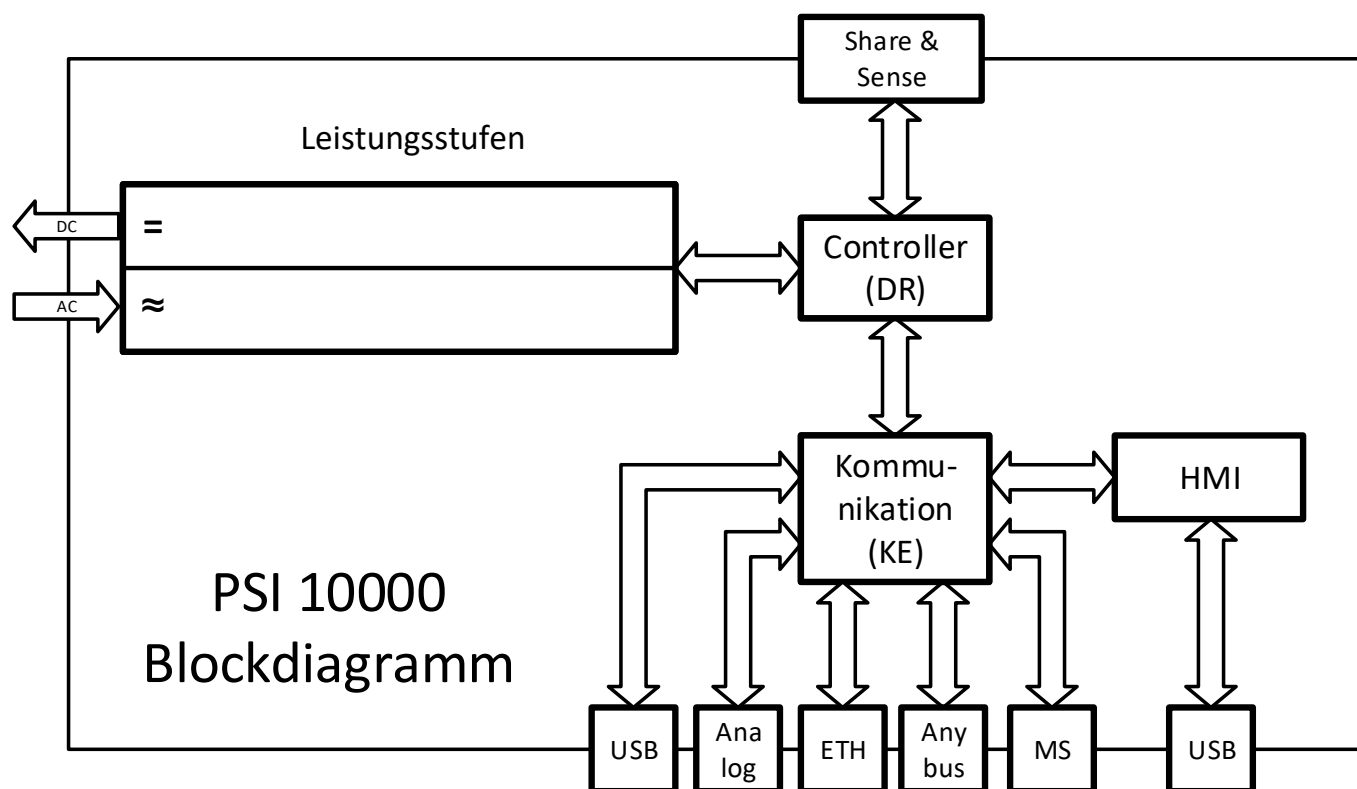 Share &
Sense
Leistungsstufen
DC
=
AC
≈
Controller
(DR)
Kommu-
nikation
(KE)
HMI
PSI 10000
Blockdiagramm
USB
Ana
log
ETH
Any
bus
MS
USB